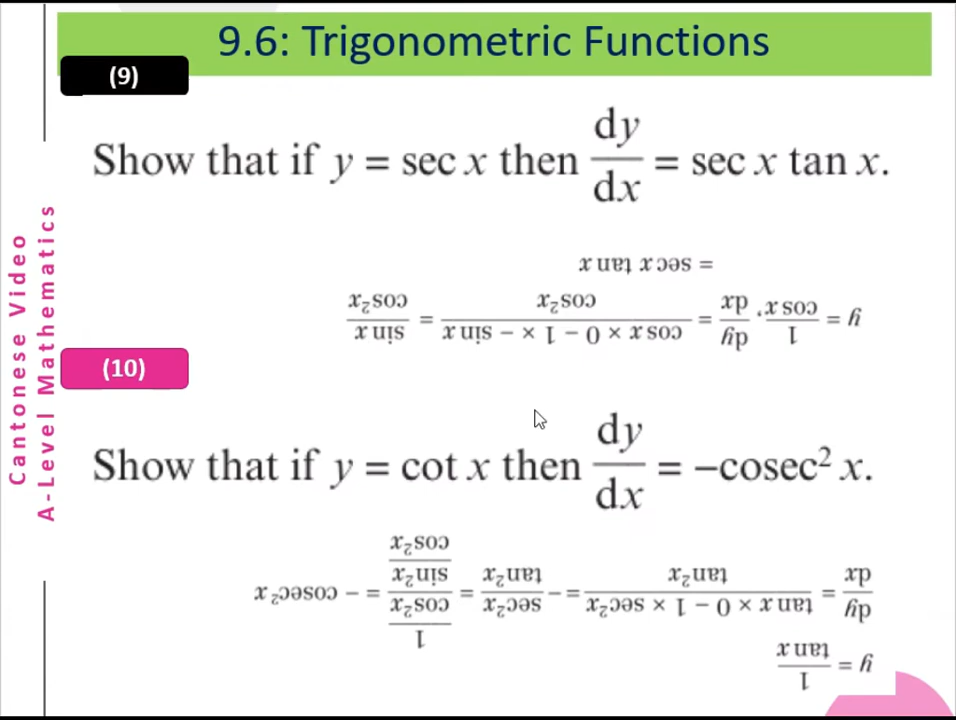 9.6: Trigonometric Functions
(9)
Show that if y = sec x then dy/dx = sec x tan x.
y = 1/cos x, dy/dx = (cos x × 0 − 1 × − sin x)/cos²x = sin x/cos²x
= sec x tan x
(10)
Show that if y = cot x then dy/dx = −cosec² x.
y = 1/tan x
dy/dx = (tan x × 0 − 1 × sec²x)/tan²x = − sec²x/tan²x = (1/cos²x)/(sin²x/cos²x) = − cosec² x
Cantonese Video
A-Level Mathematics